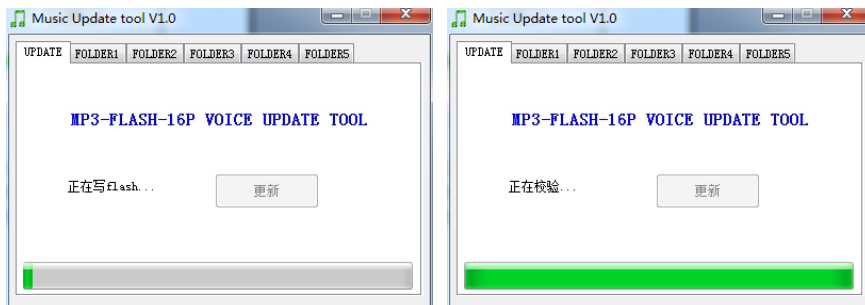 Music Update tool V1.0
UPDATE FOLDER1 FOLDER2 FOLDER3 FOLDER4 FOLDER5
MP3-FLASH-16P VOICE UPDATE TOOL
正在写flash...
更新
Music Update tool V1.0
UPDATE FOLDER1 FOLDER2 FOLDER3 FOLDER4 FOLDER5
MP3-FLASH-16P VOICE UPDATE TOOL
正在校验...
更新